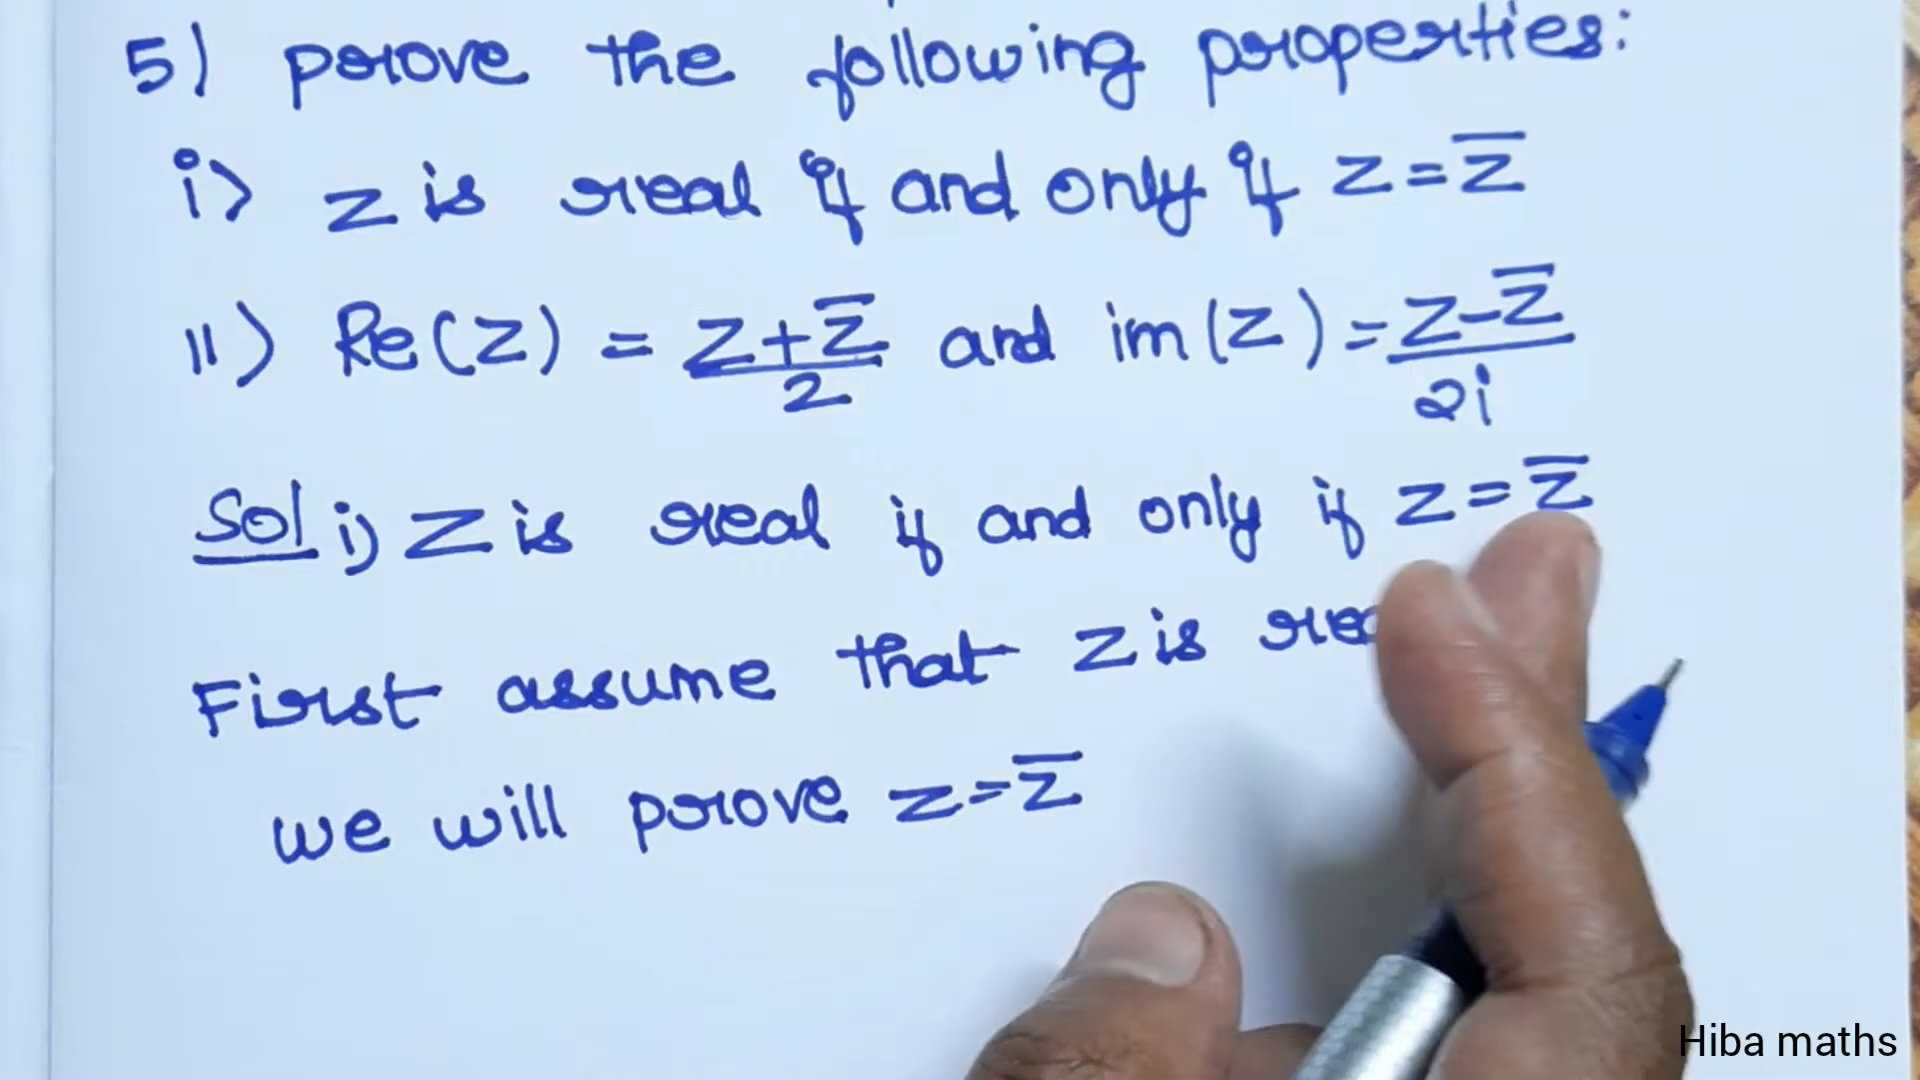 5) prove the following properties:
i) z is real if and only if z = z̅
ii) Re(z) = z+z̅/2 and im(z) = z-z̅/2i
Sol i) z is real if and only if z = z̅
First assume that z is
we will prove z = z̅
Hiba maths